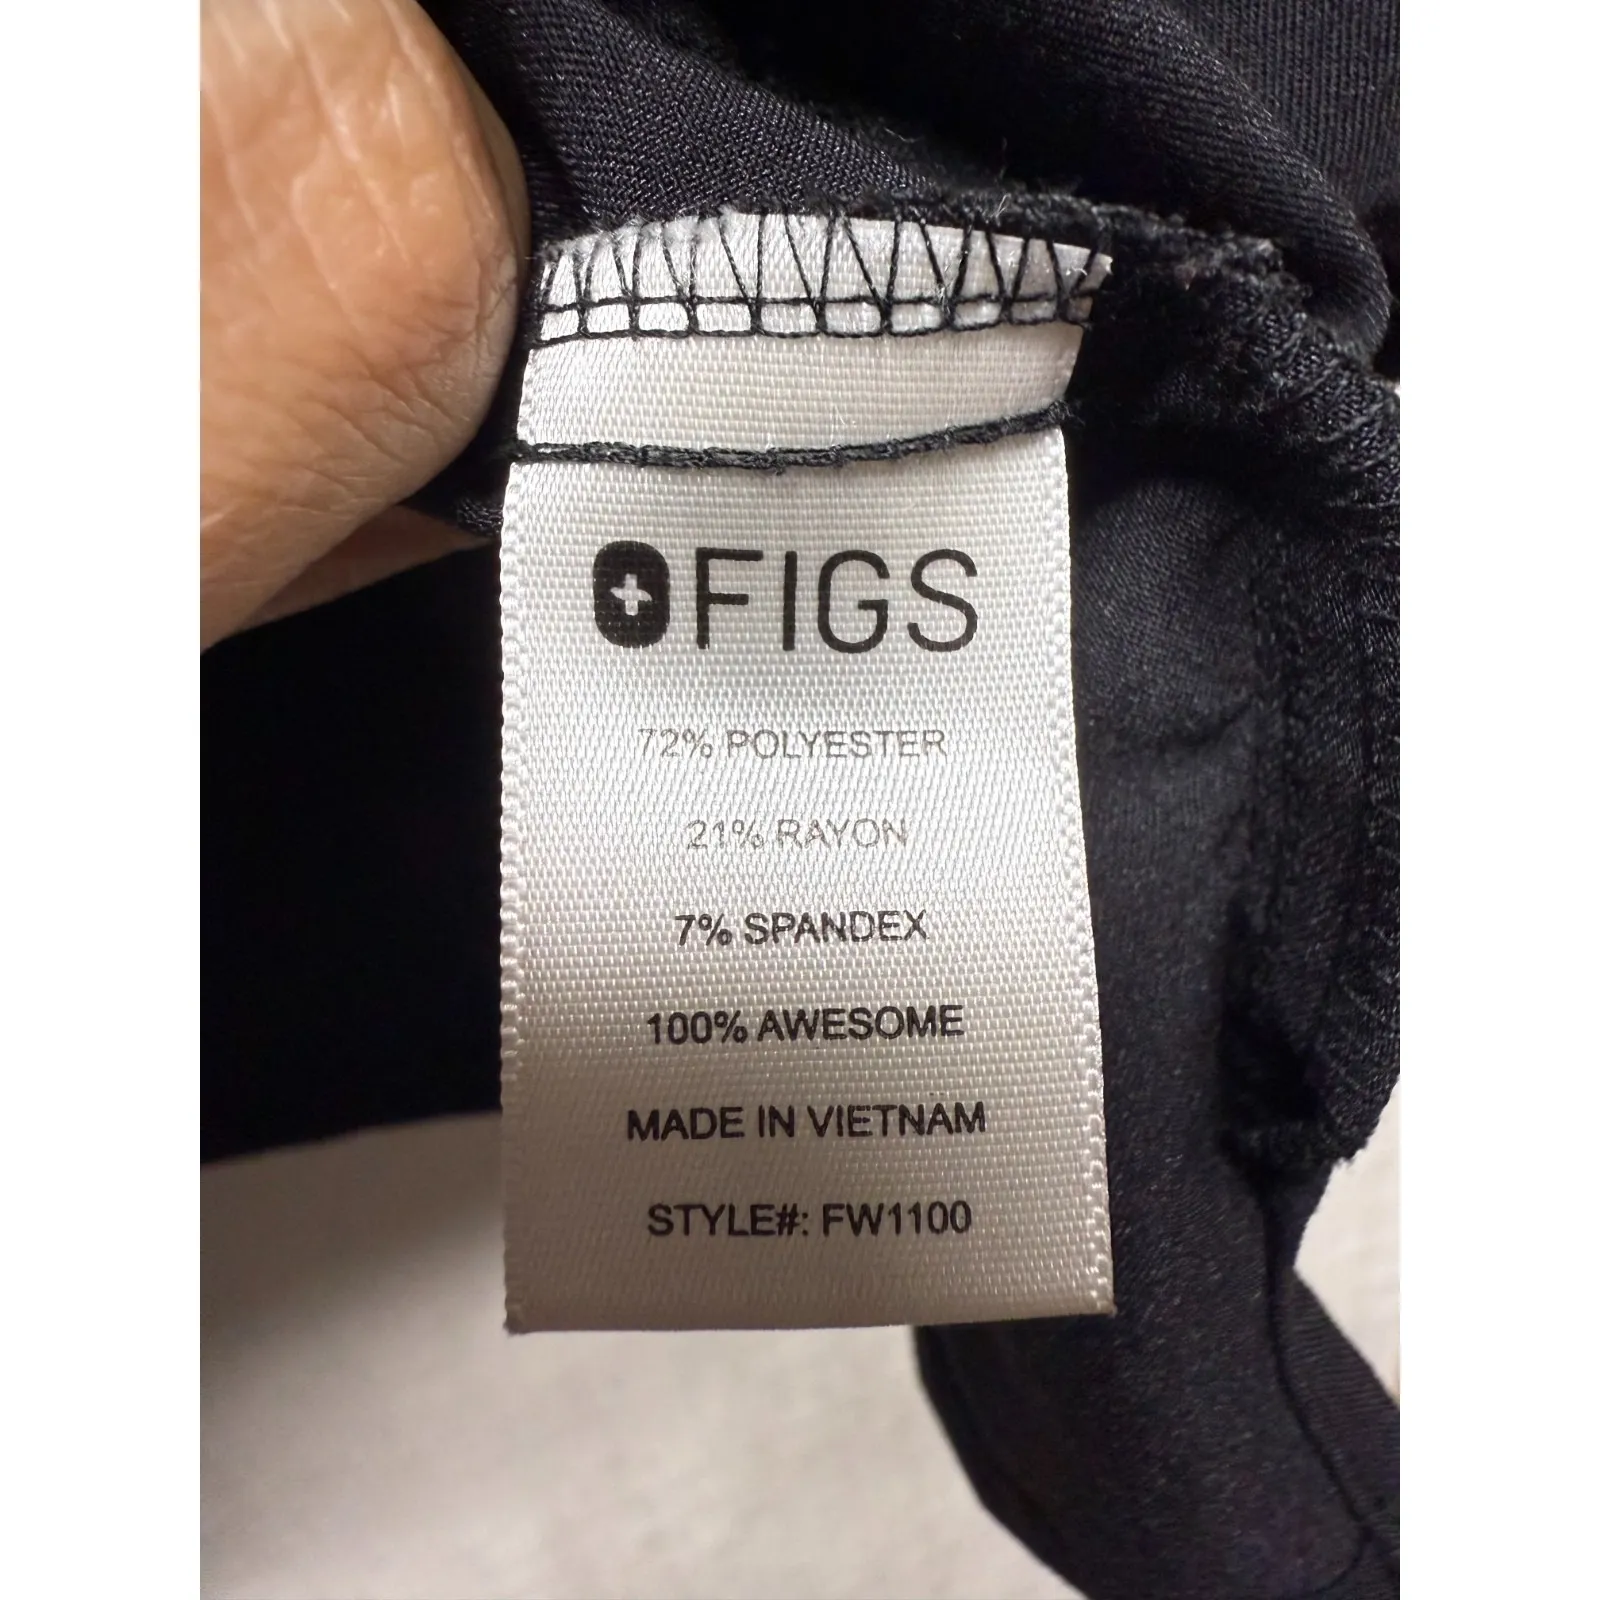 FIGS
72% POLYESTER
21% RAYON
7% SPANDEX
100% AWESOME
MADE IN VIETNAM
STYLE#: FW1100